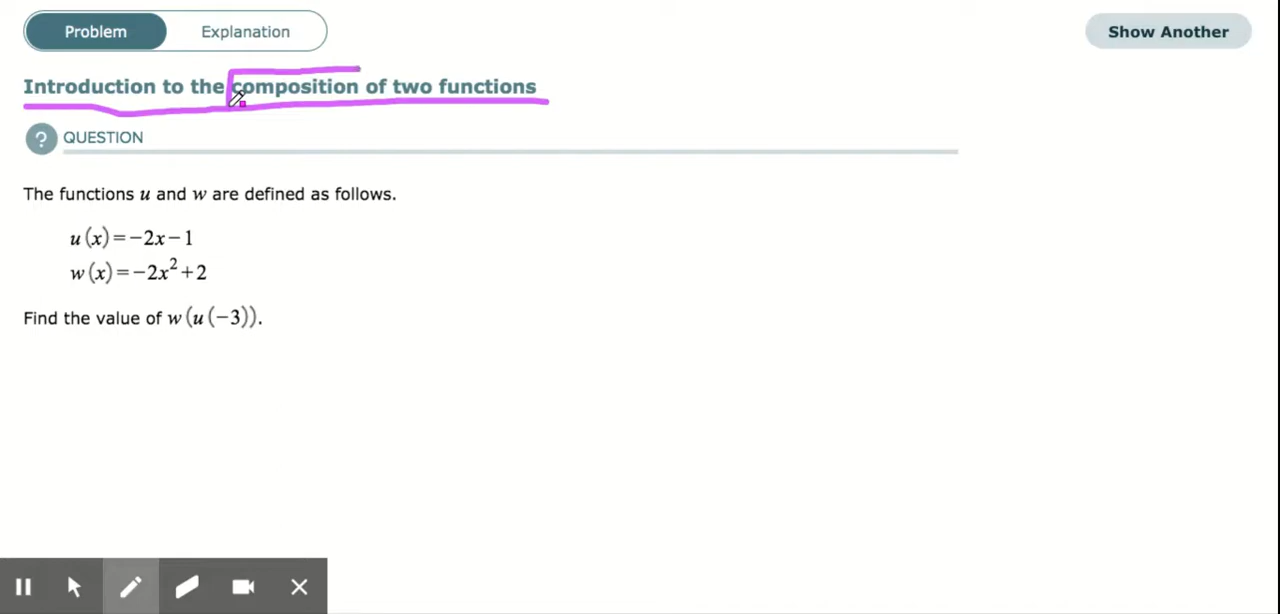 Problem Explanation Show Another
Introduction to the composition of two functions
? QUESTION
The functions u and w are defined as follows.
u(x)=−2x−1
w(x)=−2x²+2
Find the value of w(u(−3)).